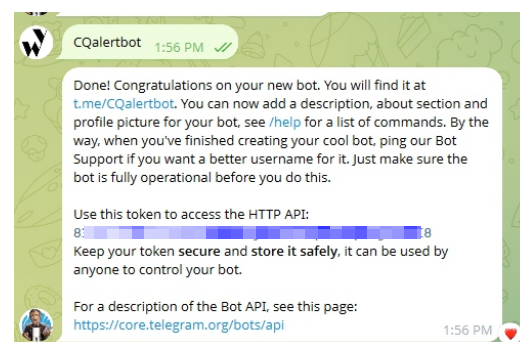 CQalertbot 1:56 PM
Done! Congratulations on your new bot. You will find it at
t.me/CQalertbot. You can now add a description, about section and
profile picture for your bot, see /help for a list of commands. By the
way, when you've finished creating your cool bot, ping our Bot
Support if you want a better username for it. Just make sure the
bot is fully operational before you do this.
Use this token to access the HTTP API:
Keep your token secure and store it safely, it can be used by
anyone to control your bot.
For a description of the Bot API, see this page:
https://core.telegram.org/bots/api
1:56 PM